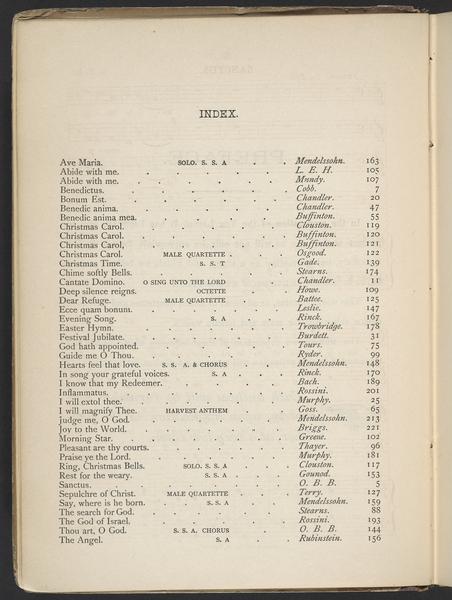 INDEX.
Ave Maria. SOLO. S. S. A Mendelssohn. 163
Abide with me. L. E. H. 105
Abide with me. Mundy. 107
Benedictus. Cobb. 7
Bonum Est. Chandler. 20
Benedic anima. Chandler. 47
Benedic anima mea. Buffinton. 55
Christmas Carol. Clouston. 119
Christmas Carol. Buffinton. 120
Christmas Carol, Buffinton. 121
Christmas Carol. MALE QUARTETTE. Osgood. 122
Christmas Time. S. S. T Gade. 139
Chime softly Bells. Stearns. 174
Cantate Domino. O SING UNTO THE LORD Chandler. 11
Deep silence reigns. OCTETTE Howe. 109
Dear Refuge. MALE QUARTETTE Battee. 125
Ecce quam bonum. Leslie. 147
Evening Song. S. A Rinck. 167
Easter Hymn. Trowbridge. 178
Festival Jubilate. Burdett. 31
God hath appointed. Tours. 75
Guide me O Thou. Ryder. 99
Hearts feel that love. S. S. A. & CHORUS Mendelssohn. 148
In song your grateful voices. S. A Rinck. 170
I know that my Redeemer. Bach. 189
Inflammatus. Rossini. 201
I will extol thee. Murphy. 25
I will magnify Thee. HARVEST ANTHEM Goss. 65
Judge me, O God. Mendelssohn. 213
Joy to the World. Briggs. 221
Morning Star. Greene. 102
Pleasant are thy courts. Thayer. 96
Praise ye the Lord. Murphy. 181
Ring, Christmas Bells. SOLO. S. S. A Clouston. 117
Rest for the weary. S. S. A Gounod. 153
Sanctus. O. B. B. 5
Sepulchre of Christ. MALE QUARTETTE Terry. 127
Say, where is he born. S. S. A Mendelssohn. 159
The search for God. Stearns. 88
The God of Israel. Rossini. 193
Thou art, O God. S. S. A. CHORUS O. B. B. 144
The Angel. S. A Rubinstein. 156